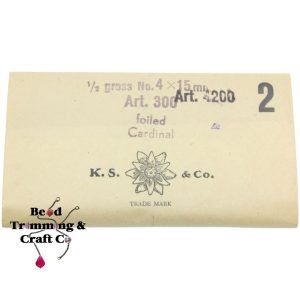 ½ gross No. 4 × 15 mm
Art. 300 Art. 4200 2
foiled
Cardinal
K. S. & Co.
TRADE MARK
Bead
Tromming &
Craft Co